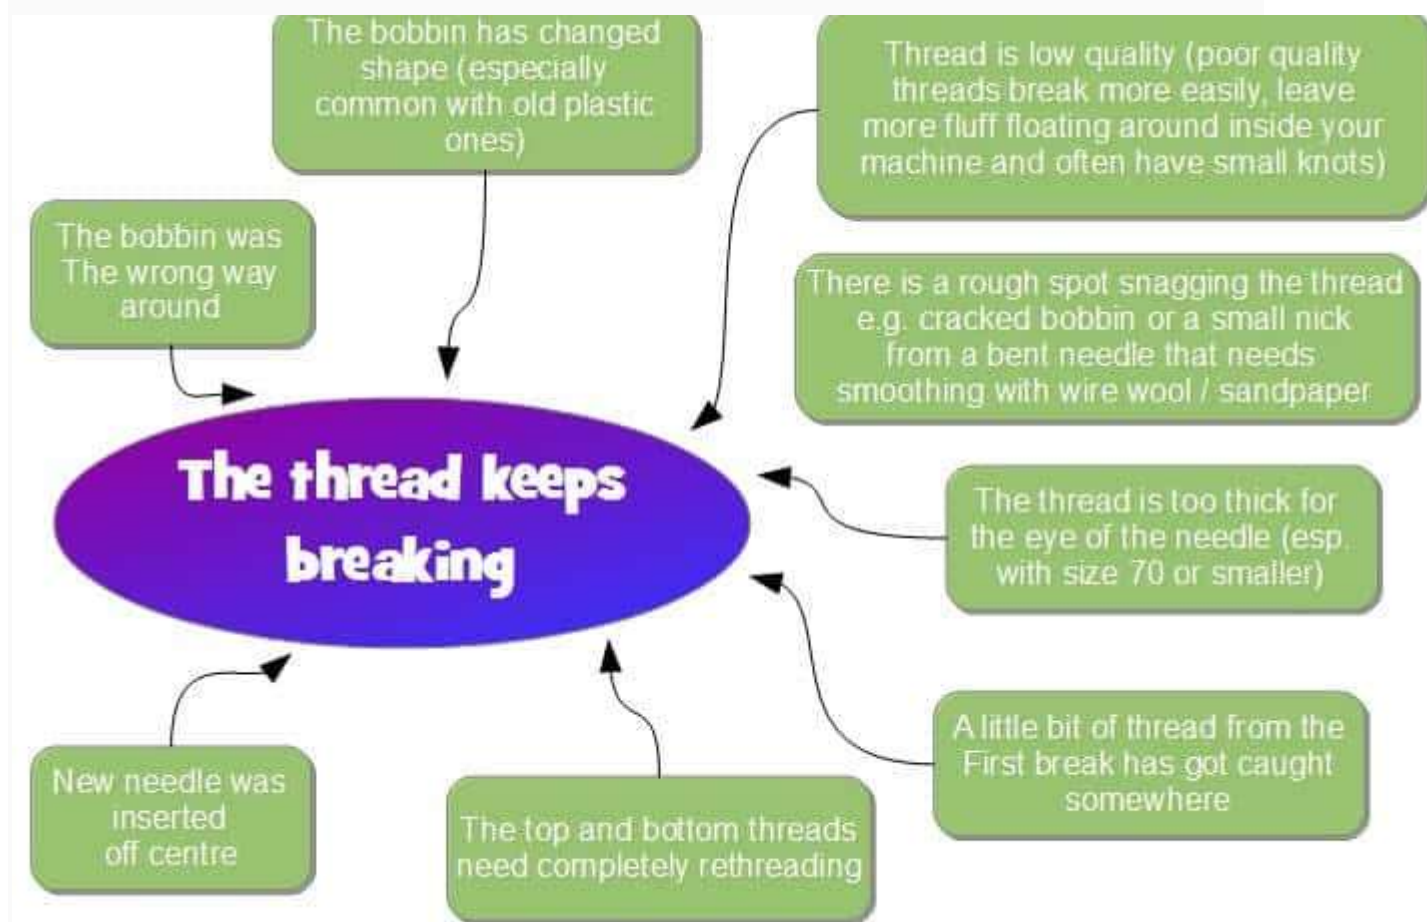 The bobbin has changed
shape (especially
common with old plastic
ones)
Thread is low quality (poor quality
threads break more easily, leave
more fluff floating around inside your
machine and often have small knots)
The bobbin was
The wrong way
around
There is a rough spot snagging the thread
e.g. cracked bobbin or a small nick
from a bent needle that needs
smoothing with wire wool / sandpaper
The thread keeps
breaking
The thread is too thick for
the eye of the needle (esp.
with size 70 or smaller)
A little bit of thread from the
First break has got caught
somewhere
New needle was
inserted
off centre
The top and bottom threads
need completely rethreading